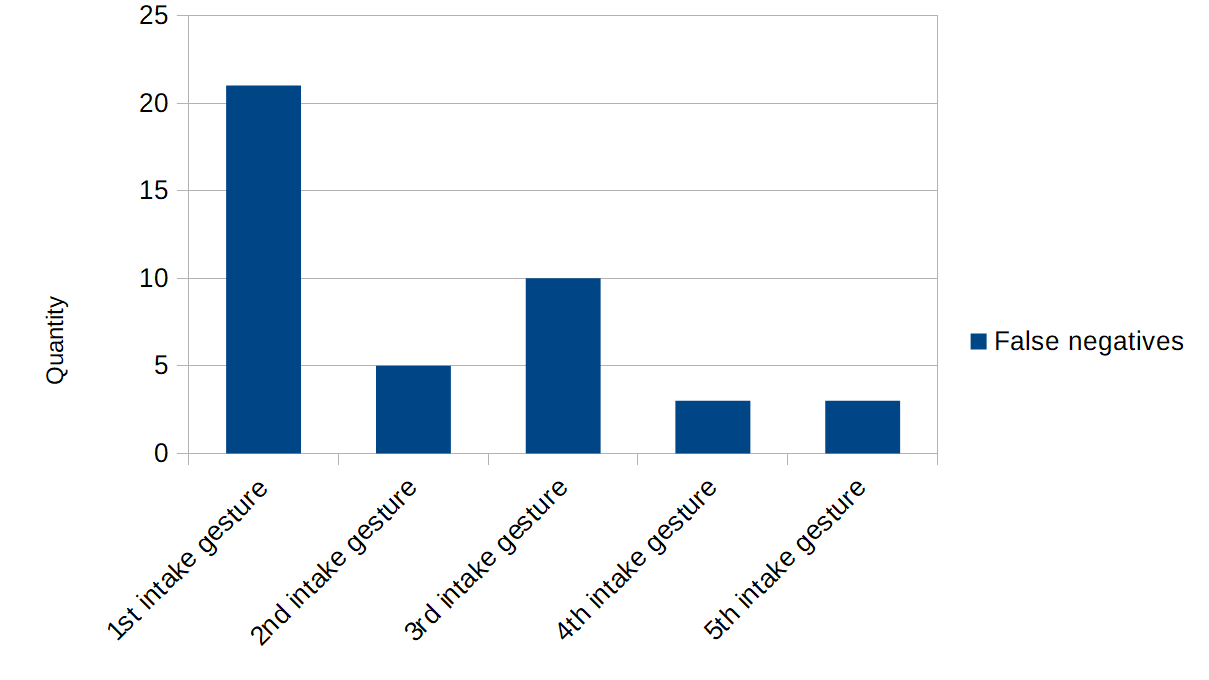 25
20
15
10
5
0
Quantity
1st intake gesture
2nd intake gesture
3rd intake gesture
4th intake gesture
5th intake gesture
False negatives